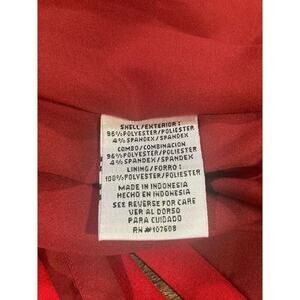 SHELL/EXTERIOR:
96%POLYESTER/POLIESTER
4%SPANDEX/SPANDEX
COMBO/COMBINACION
96%POLYESTER/POLIESTER
4%SPANDEX/SPANDEX
LINING/FORRO:
100%POLYESTER/POLIESTER
MADE IN INDONESIA
HECHO EN INDONESIA
SEE REVERSE FOR CARE
VER AL DORSO
PARA CUIDADO
RN #107608